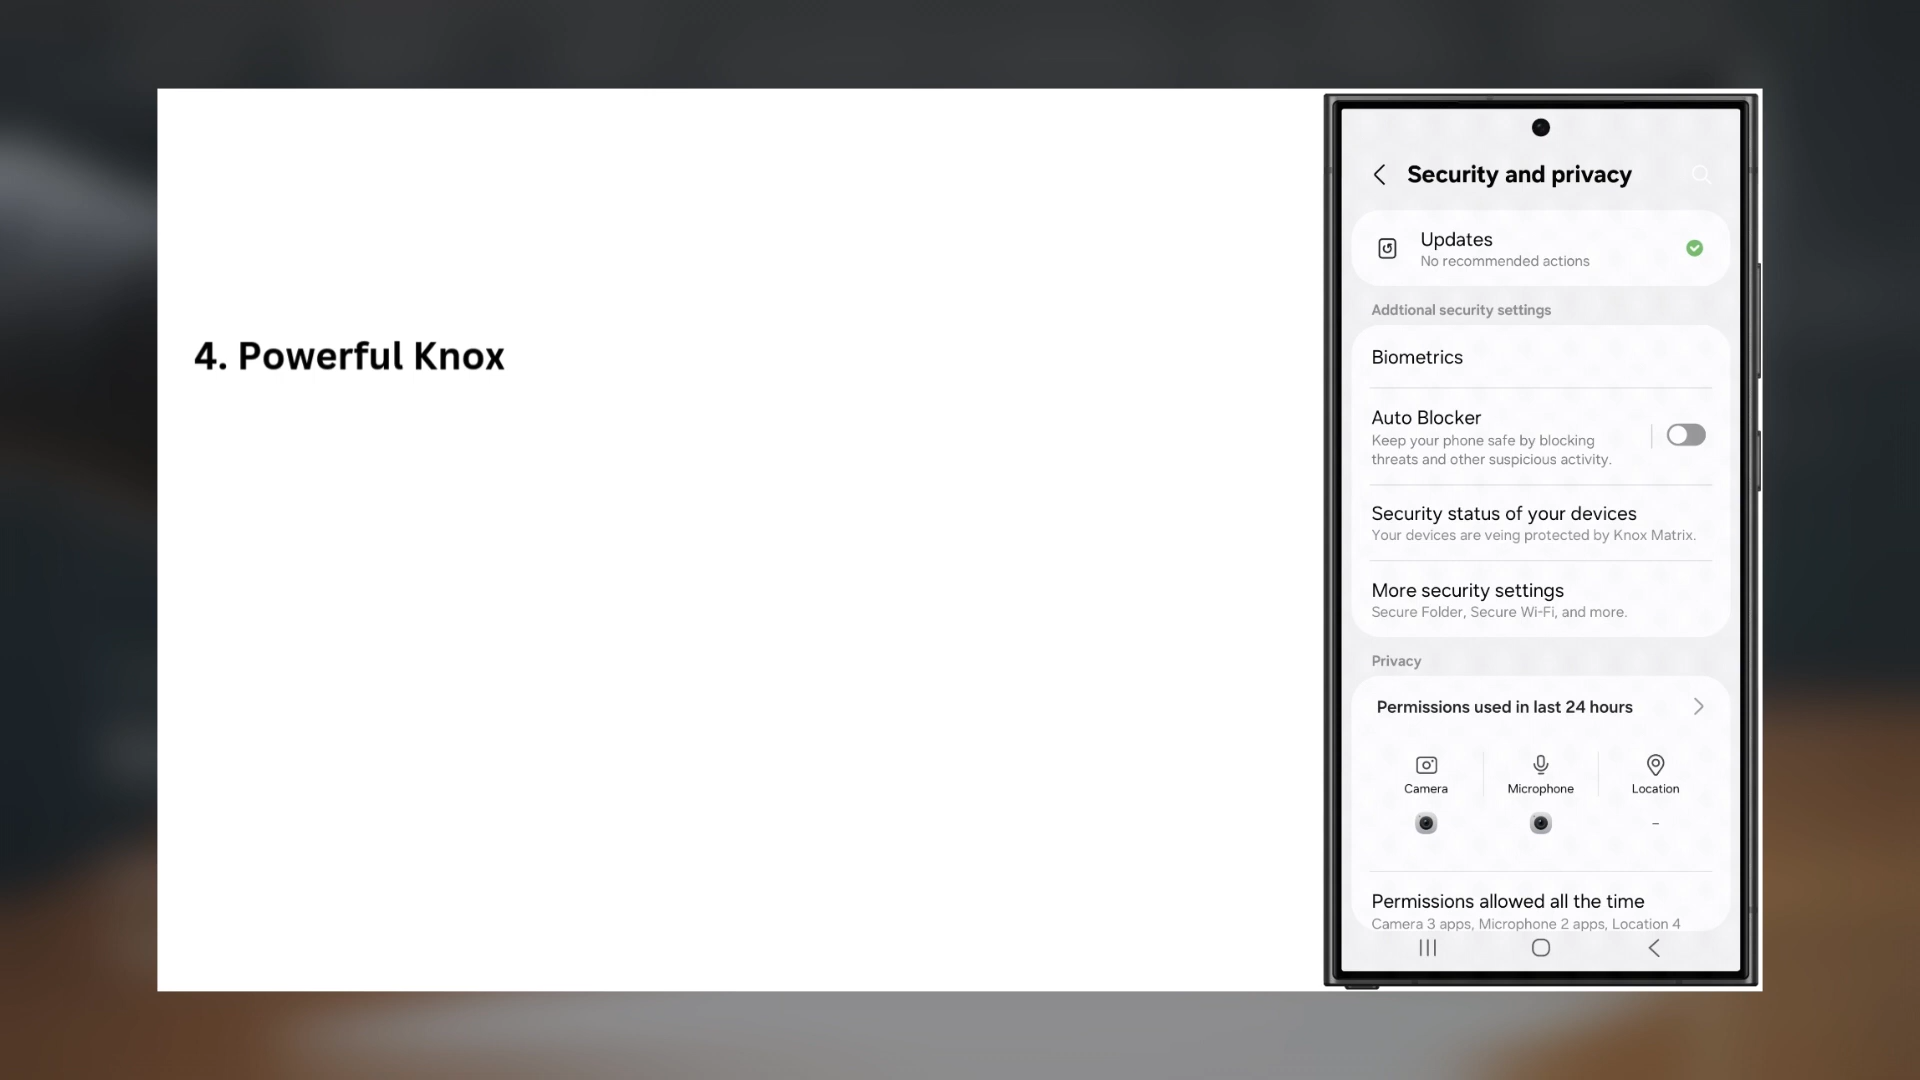 4. Powerful Knox
Security and privacy
Updates
No recommended actions
Addtional security settings
Biometrics
Auto Blocker
Keep your phone safe by blocking
threats and other suspicious activity.
Security status of your devices
Your devices are veing protected by Knox Matrix.
More security settings
Secure Folder, Secure Wi-Fi, and more.
Privacy
Permissions used in last 24 hours
Camera
Microphone
Location
Permissions allowed all the time
Camera 3 apps, Microphone 2 apps, Location 4